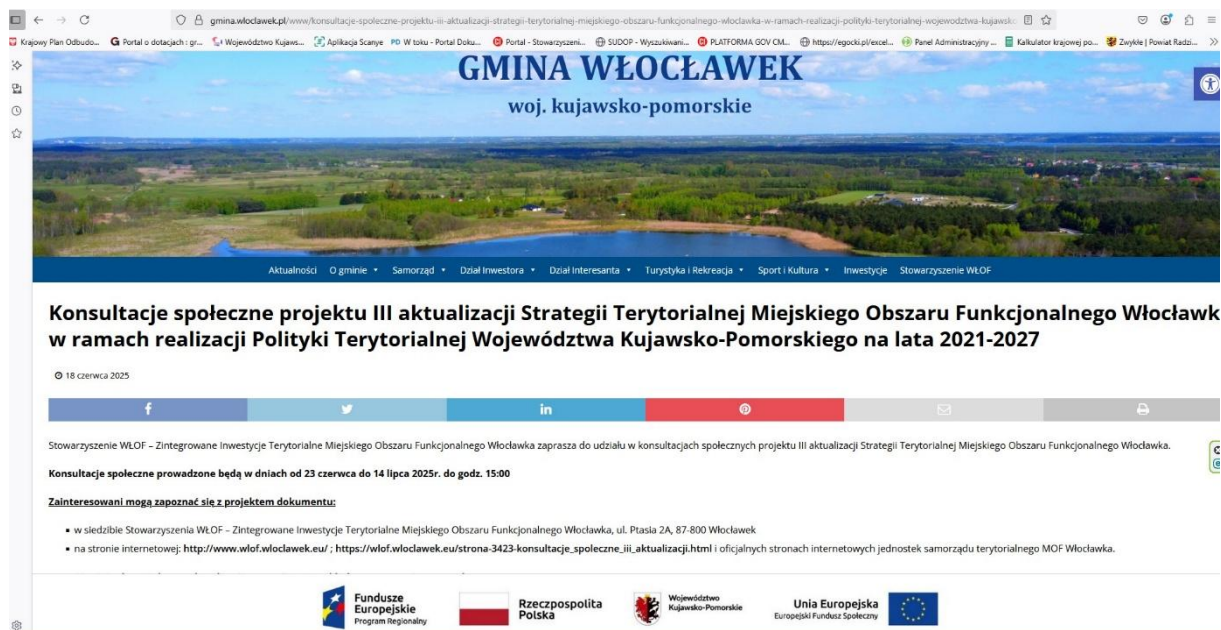 gmina.wloclawek.pl/www/konsultacje-spoleczne-projektu-iii-aktualizacji-strategii-terytorialnej-miejskiego-obszaru-funkcjonalnego-wloclawka-w-ramach-realizacji-polityki-terytorialnej-wojewodztwa-kujawsko
Krajowy Plan Odbudo... Portal o dotacjach : gr... Województwo Kujaws... Aplikacja Scanye W toku - Portal Doku... Portal - Stowarzyszeni... SUDOP - Wyszukiwani... PLATFORMA GOV CM... https://egocki.pl/excel... Panel Administracyjny ... Kalkulator krajowej po... Zwykłe | Powiat Radzi...
GMINA WŁOCŁAWEK
woj. kujawsko-pomorskie
Aktualności O gminie Samorząd Dział Inwestora Dział Interesanta Turystyka i Rekreacja Sport i Kultura Inwestycje Stowarzyszenie WŁOF
Konsultacje społeczne projektu III aktualizacji Strategii Terytorialnej Miejskiego Obszaru Funkcjonalnego Włocławk
w ramach realizacji Polityki Terytorialnej Województwa Kujawsko-Pomorskiego na lata 2021-2027
18 czerwca 2025
Stowarzyszenie WŁOF – Zintegrowane Inwestycje Terytorialne Miejskiego Obszaru Funkcjonalnego Włocławka zaprasza do udziału w konsultacjach społecznych projektu III aktualizacji Strategii Terytorialnej Miejskiego Obszaru Funkcjonalnego Włocławka.
Konsultacje społeczne prowadzone będą w dniach od 23 czerwca do 14 lipca 2025r. do godz. 15:00
Zainteresowani mogą zapoznać się z projektem dokumentu:
▪ w siedzibie Stowarzyszenia WŁOF – Zintegrowane Inwestycje Terytorialne Miejskiego Obszaru Funkcjonalnego Włocławka, ul. Ptasia 2A, 87-800 Włocławek
▪ na stronie internetowej: http://www.wlof.wloclawek.eu/ ; https://wlof.wloclawek.eu/strona-3423-konsultacje_spoleczne_iii_aktualizacji.html i oficjalnych stronach internetowych jednostek samorządu terytorialnego MOF Włocławka.
Fundusze
Europejskie
Program Regionalny
Rzeczpospolita
Polska
Województwo
Kujawsko-Pomorskie
Unia Europejska
Europejski Fundusz Społeczny